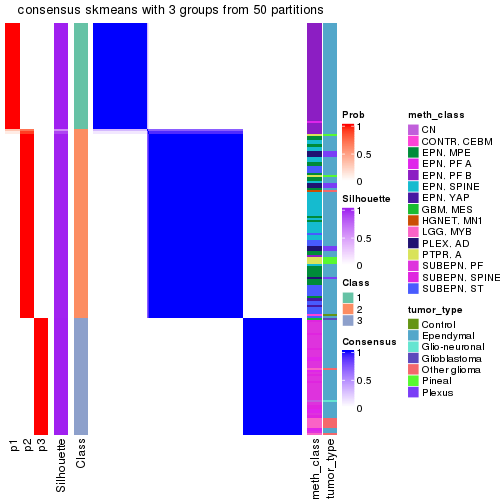 consensus skmeans with 3 groups from 50 partitions
p1
p2
p3
Silhouette
Class
meth_class
tumor_type
Prob
1
0.5
0
Silhouette
1
0.5
0
Class
1
2
3
Consensus
1
0.5
0
meth_class
CN
CONTR, CEBM
EPN, MPE
EPN, PF A
EPN, PF B
EPN, SPINE
EPN, YAP
GBM, MES
HGNET, MN1
LGG, MYB
PLEX, AD
PTPR, A
SUBEPN, PF
SUBEPN, SPINE
SUBEPN, ST
tumor_type
Control
Ependymal
Glio-neuronal
Glioblastoma
Other glioma
Pineal
Plexus